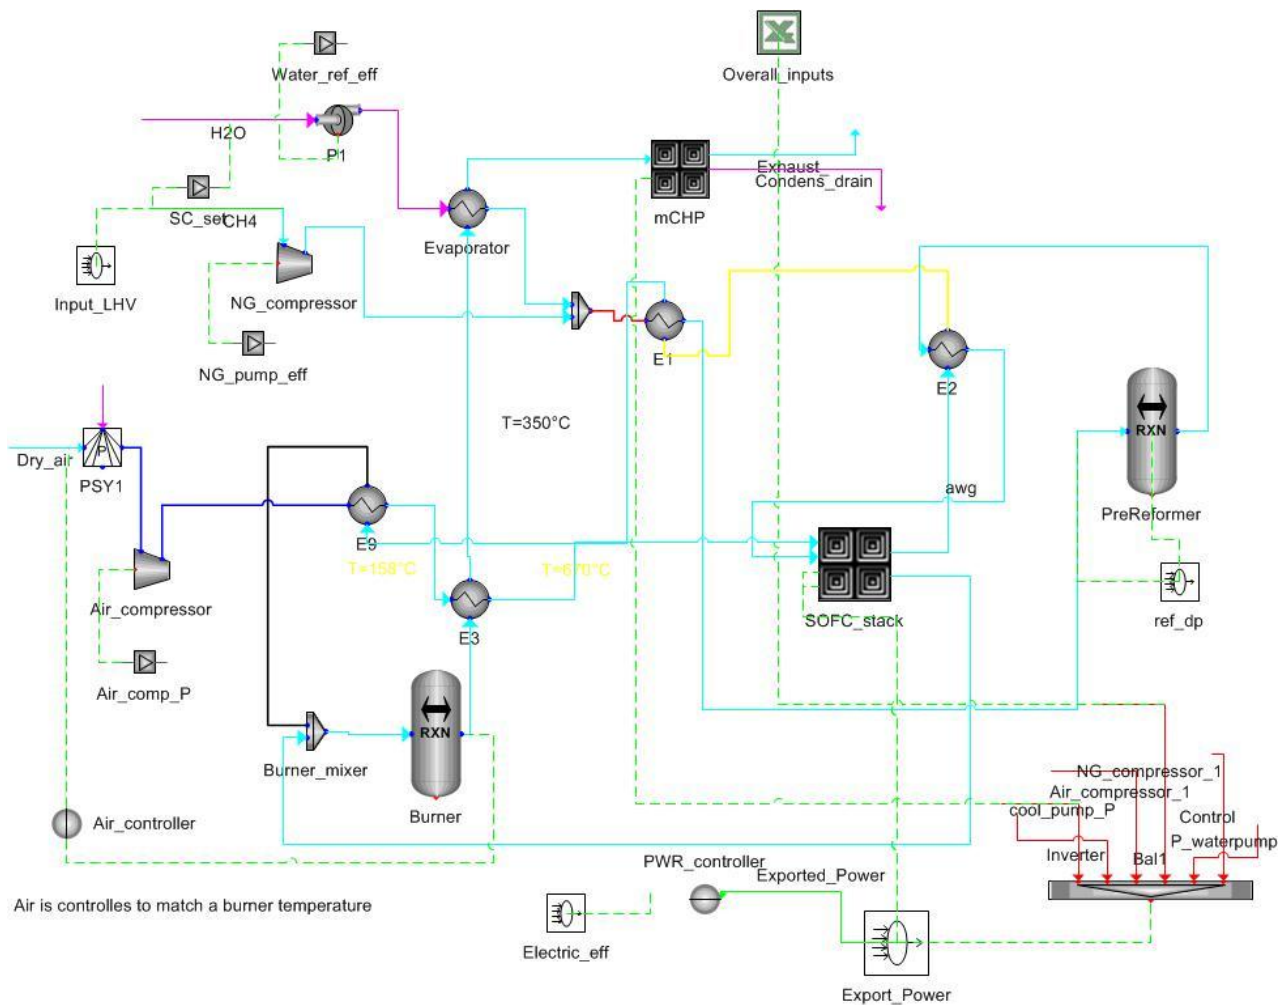 Water_ref_eff
Overall_inputs
H2O
P1
Exhaust_
Condens_drain
SC_set
CH4
mCHP
Evaporator
Input_LHV
NG_compressor
E1
NG_pump_eff
E2
T=350°C
RXN
Dry_air
P
PSY1
awg
PreReformer
E9
T=158°C
T=670°C
Air_compressor
SOFC_stack
ref_dp
E3
Air_comp_P
RXN
Burner_mixer
NG_compressor_1
Air_compressor_1
cool_pump_P
Control
Burner
Air_controller
P_waterpump
Inverter
Bal1
PWR_controller
Exported_Power
Air is controlles to match a burner temperature
Electric_eff
Export_Power